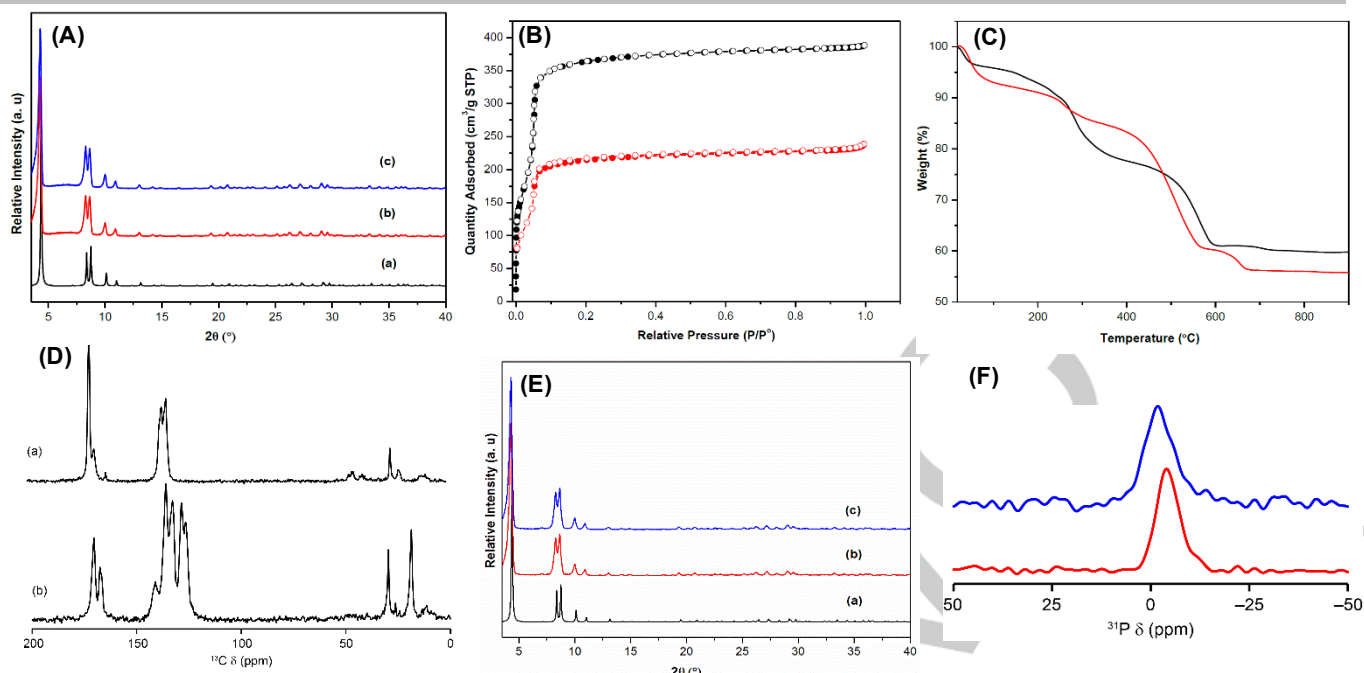 (A)
Relative Intensity (a. u)
(c)
(b)
(a)
5 10 15 20 25 30 35 40
2θ (°)
(B)
Quantity Adsorbed (cm³/g STP)
400
350
300
250
200
150
100
50
0
0.0 0.2 0.4 0.6 0.8 1.0
Relative Pressure (P/P°)
(C)
Weight (%)
100
90
80
70
60
50
200 400 600 800
Temperature (°C)
(D)
(a)
(b)
200 150 100 50 0
¹³C δ (ppm)
(E)
Relative Intensity (a. u)
(c)
(b)
(a)
5 10 15 20 25 30 35 40
2θ (°)
(F)
50 25 0 −25 −50
³¹P δ (ppm)